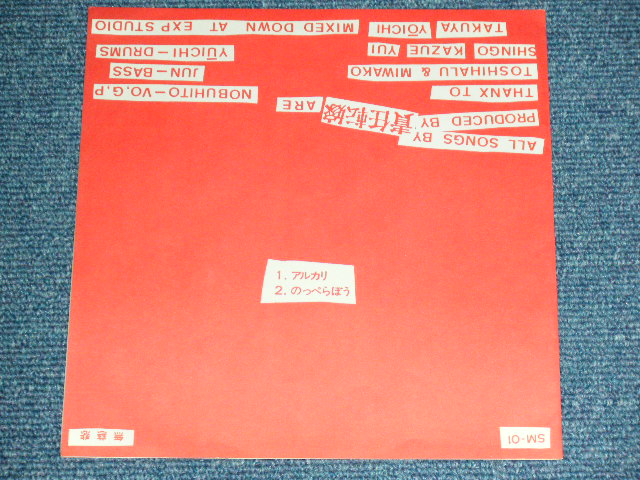 SM-01
1. アルカリ
2. のっぺらぼう
ALL SONGS BY
PRODUCED BY 責任転嫁 ARE
THANX TO
TOSHIHALU & MIWAKO
SHINGO KAZUE YUI
TAKUYA YŌICHI
NOBUHITO—VO.G.P
JUN—BASS
YŪICHI—DRUMS
MIXED DOWN AT EXP STUDIO